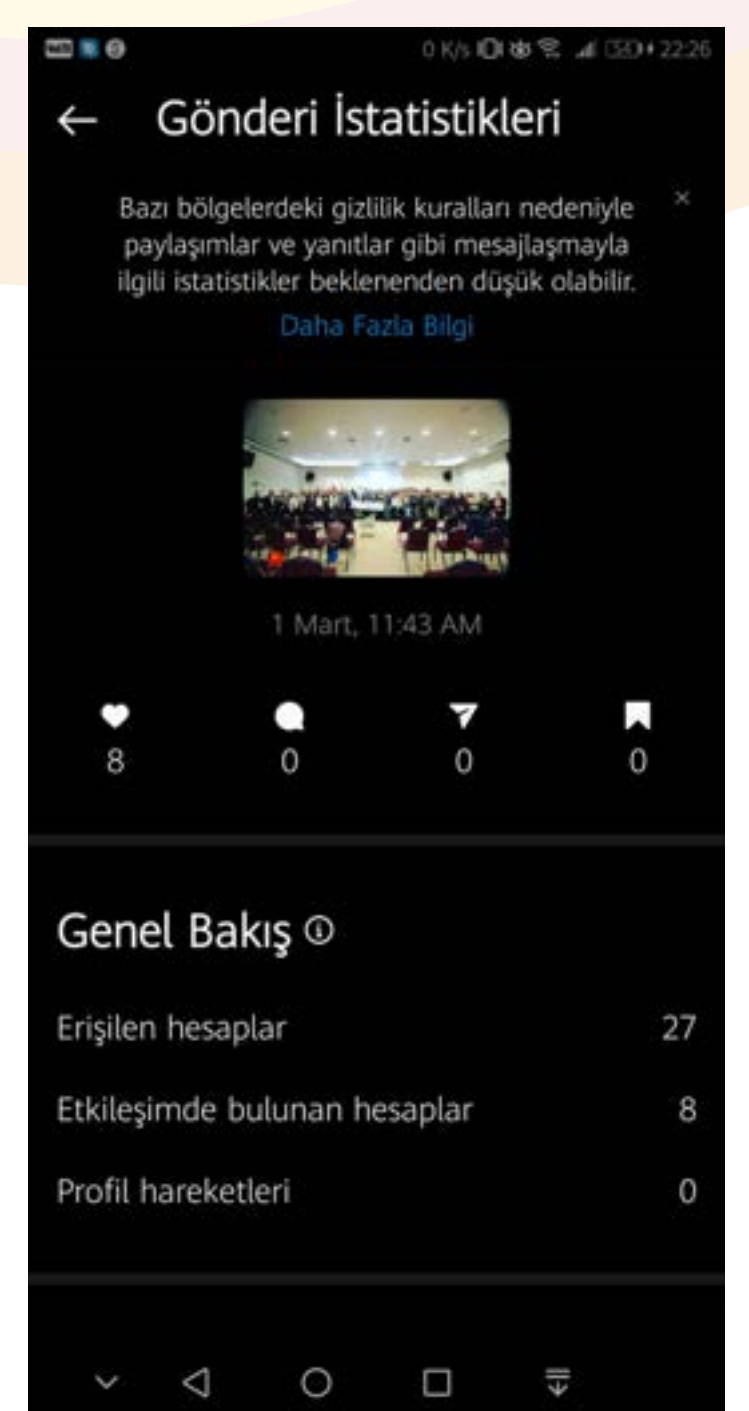 0 K/s 22:26
Gönderi İstatistikleri
Bazı bölgelerdeki gizlilik kuralları nedeniyle
paylaşımlar ve yanıtlar gibi mesajlaşmayla
ilgili istatistikler beklenenden düşük olabilir.
Daha Fazla Bilgi
1 Mart, 11:43 AM
8 0 0 0
Genel Bakış
Erişilen hesaplar 27
Etkileşimde bulunan hesaplar 8
Profil hareketleri 0